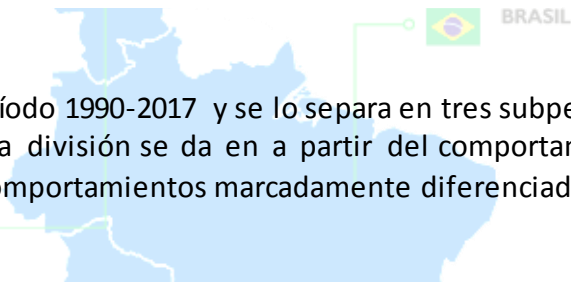 BRASIL
íodo 1990-2017 y se lo separa en tres subpe
a división se da en a partir del comportar
omportamientos marcadamente diferenciad